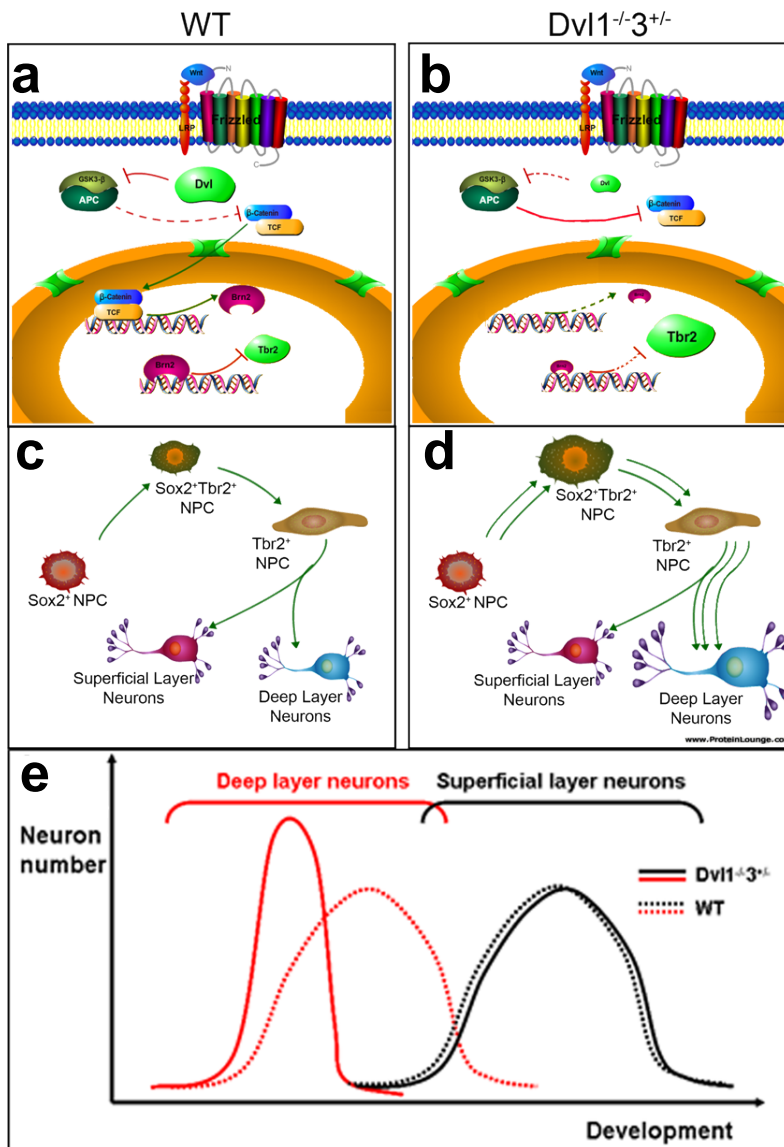 WT
Dvl1-/-3+/-
a
Wnt
N
LRP
Frizzled
C
GSK3-β
APC
Dvl
β-Catenin
TCF
β-Catenin
TCF
Brn2
Brn2
Tbr2
b
Wnt
N
LRP
Frizzled
C
GSK3-β
APC
Dvl
β-Catenin
TCF
Tbr2
c
Sox2+Tbr2+
NPC
Tbr2+
NPC
Sox2+ NPC
Superficial Layer
Neurons
Deep Layer
Neurons
d
Sox2+Tbr2+
NPC
Tbr2+
NPC
Sox2+ NPC
Superficial Layer
Neurons
Deep Layer
Neurons
www.ProteinLounge.co
e
Deep layer neurons
Superficial layer neurons
Neuron
number
Dvl1-/-3+/-
WT
Development